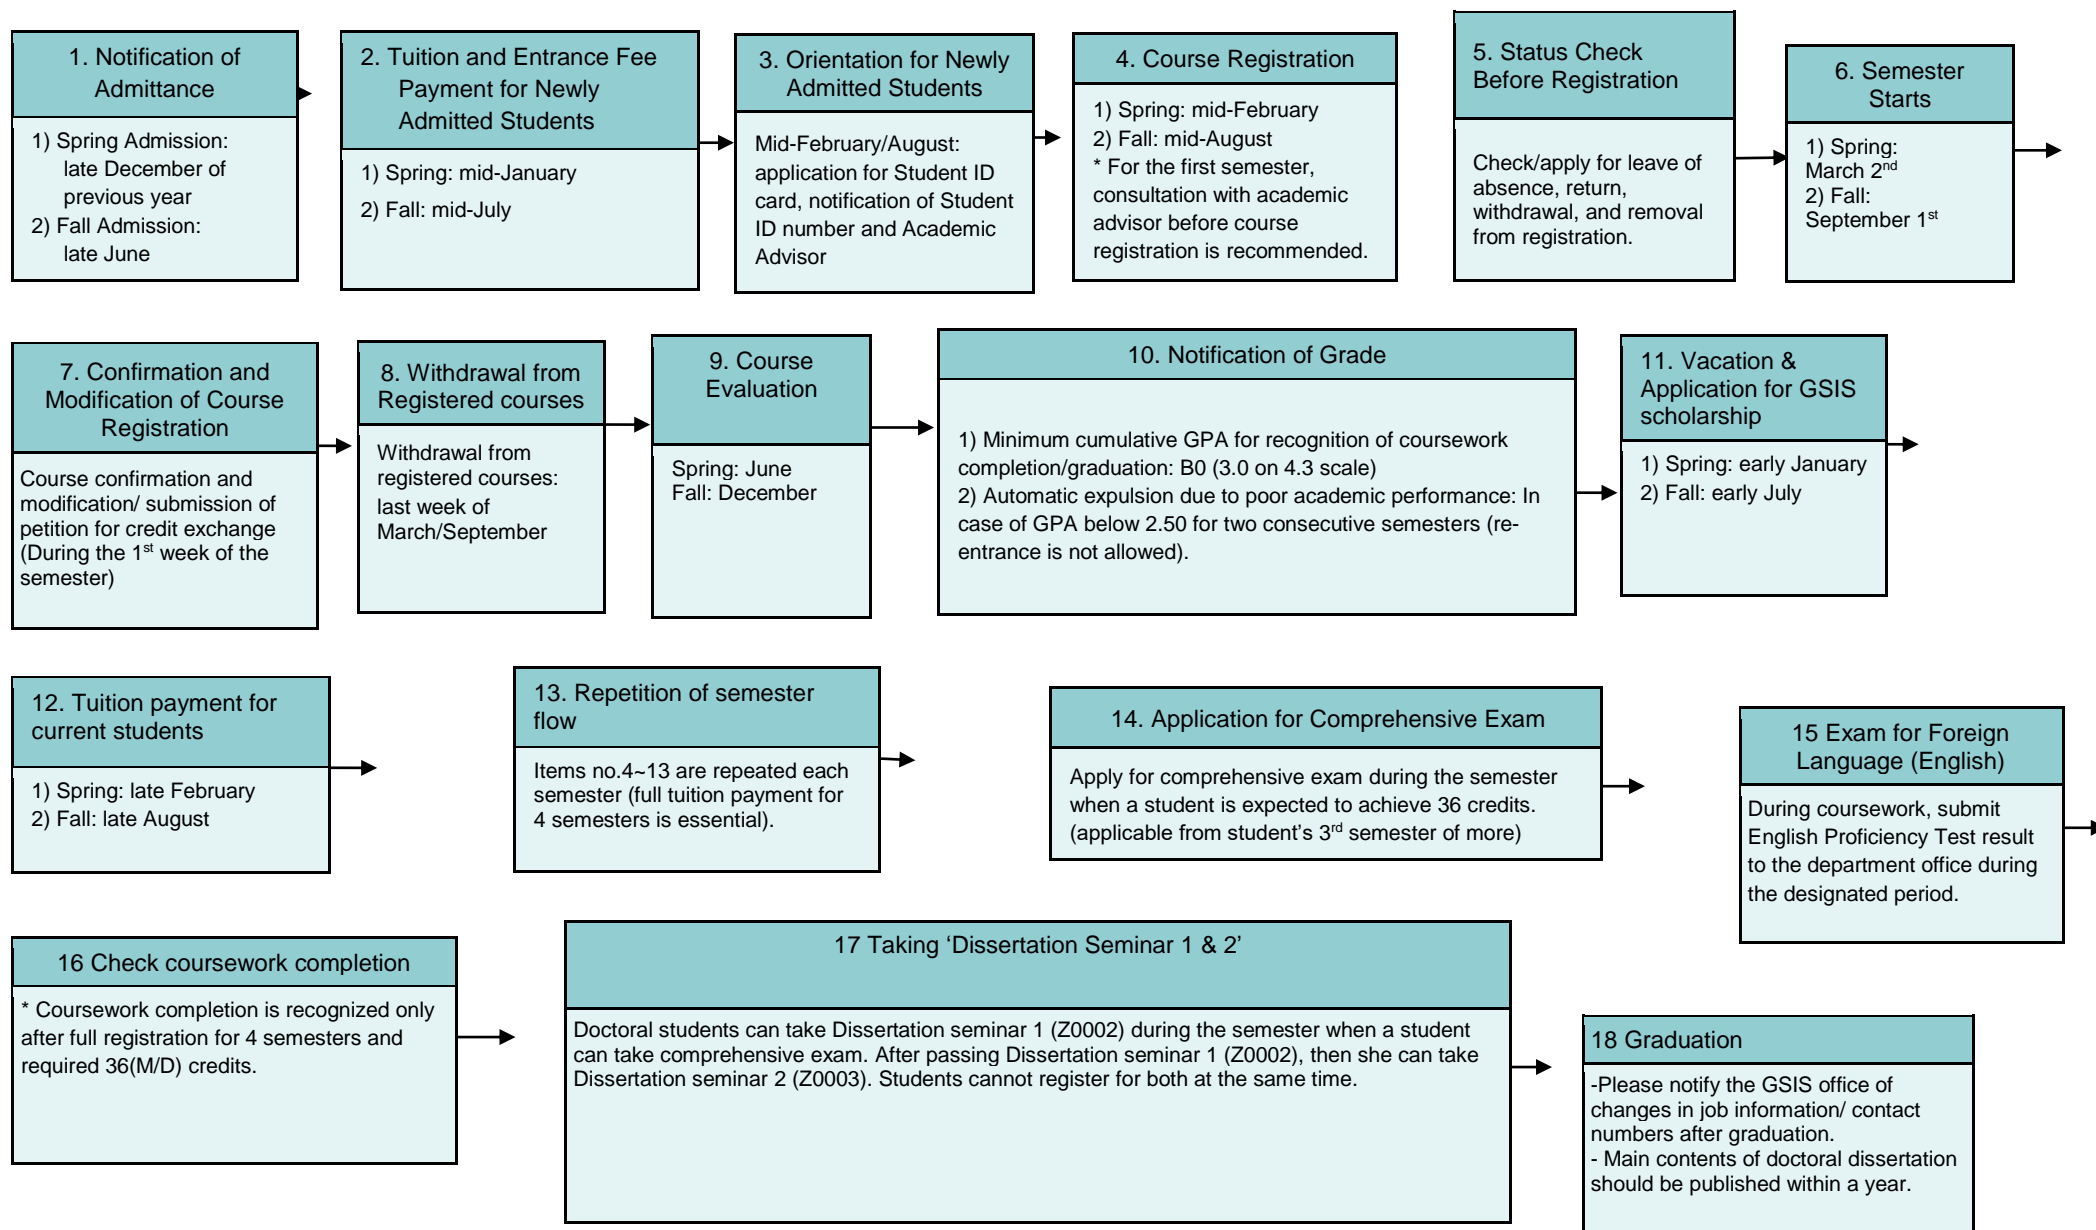 1. Notification of
Admittance
1) Spring Admission:
late December of
previous year
2) Fall Admission:
late June
2. Tuition and Entrance Fee
Payment for Newly
Admitted Students
1) Spring: mid-January
2) Fall: mid-July
3. Orientation for Newly
Admitted Students
Mid-February/August:
application for Student ID
card, notification of Student
ID number and Academic
Advisor
4. Course Registration
1) Spring: mid-February
2) Fall: mid-August
* For the first semester,
consultation with academic
advisor before course
registration is recommended.
5. Status Check
Before Registration
Check/apply for leave of
absence, return,
withdrawal, and removal
from registration.
6. Semester
Starts
1) Spring:
March 2nd
2) Fall:
September 1st
7. Confirmation and
Modification of Course
Registration
Course confirmation and
modification/ submission of
petition for credit exchange
(During the 1st week of the
semester)
8. Withdrawal from
Registered courses
Withdrawal from
registered courses:
last week of
March/September
9. Course
Evaluation
Spring: June
Fall: December
10. Notification of Grade
1) Minimum cumulative GPA for recognition of coursework
completion/graduation: B0 (3.0 on 4.3 scale)
2) Automatic expulsion due to poor academic performance: In
case of GPA below 2.50 for two consecutive semesters (re-
entrance is not allowed).
11. Vacation &
Application for GSIS
scholarship
1) Spring: early January
2) Fall: early July
12. Tuition payment for
current students
1) Spring: late February
2) Fall: late August
13. Repetition of semester
flow
Items no.4~13 are repeated each
semester (full tuition payment for
4 semesters is essential).
14. Application for Comprehensive Exam
Apply for comprehensive exam during the semester
when a student is expected to achieve 36 credits.
(applicable from student's 3rd semester of more)
15 Exam for Foreign
Language (English)
During coursework, submit
English Proficiency Test result
to the department office during
the designated period.
16 Check coursework completion
* Coursework completion is recognized only
after full registration for 4 semesters and
required 36(M/D) credits.
17 Taking ‘Dissertation Seminar 1 & 2’
Doctoral students can take Dissertation seminar 1 (Z0002) during the semester when a student
can take comprehensive exam. After passing Dissertation seminar 1 (Z0002), then she can take
Dissertation seminar 2 (Z0003). Students cannot register for both at the same time.
18 Graduation
-Please notify the GSIS office of
changes in job information/ contact
numbers after graduation.
- Main contents of doctoral dissertation
should be published within a year.